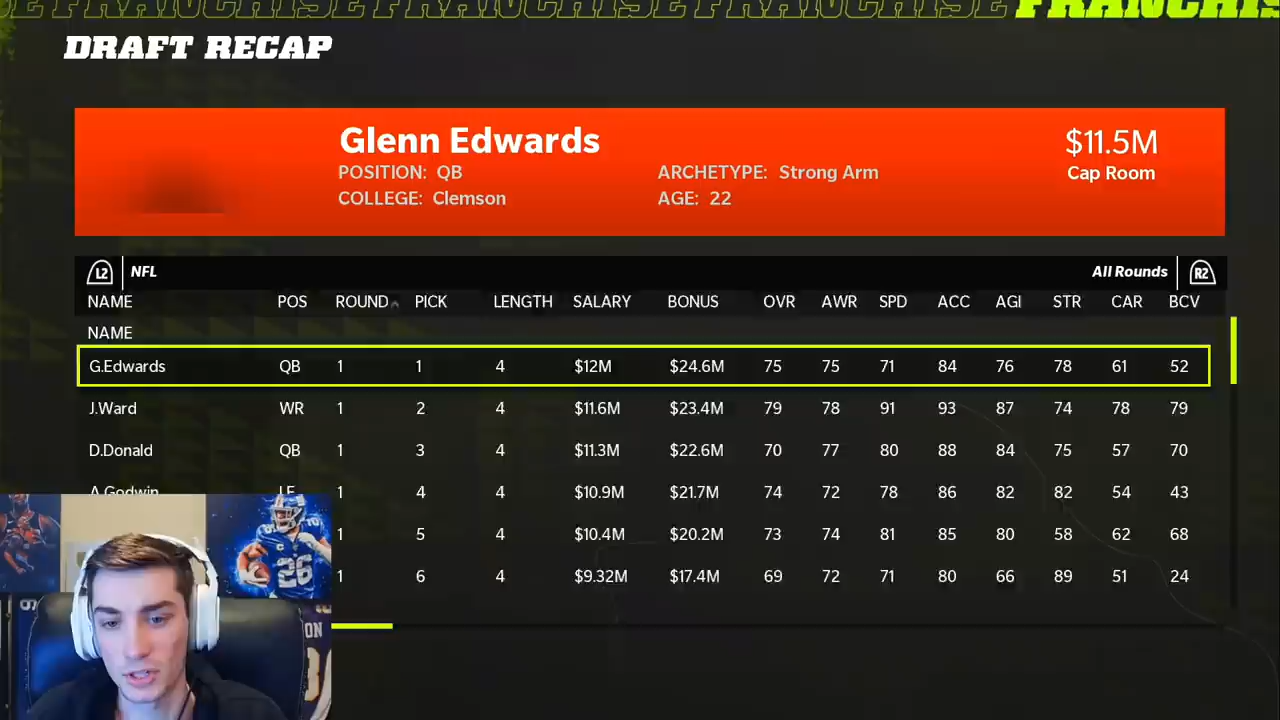 FRANCHISE FRANCHISE FRANCHISE
DRAFT RECAP
Glenn Edwards
POSITION: QB
ARCHETYPE: Strong Arm
COLLEGE: Clemson
AGE: 22
$11.5M
Cap Room
L2 NFL
All Rounds R2
NAME POS ROUND PICK LENGTH SALARY BONUS OVR AWR SPD ACC AGI STR CAR BCV
NAME
G.Edwards QB 1 1 4 $12M $24.6M 75 75 71 84 76 78 61 52
J.Ward WR 1 2 4 $11.6M $23.4M 79 78 91 93 87 74 78 79
D.Donald QB 1 3 4 $11.3M $22.6M 70 77 80 88 84 75 57 70
A.Godwin LE 1 4 4 $10.9M $21.7M 74 72 78 86 82 82 54 43
1 5 4 $10.4M $20.2M 73 74 81 85 80 58 62 68
1 6 4 $9.32M $17.4M 69 72 71 80 66 89 51 24
26
ON